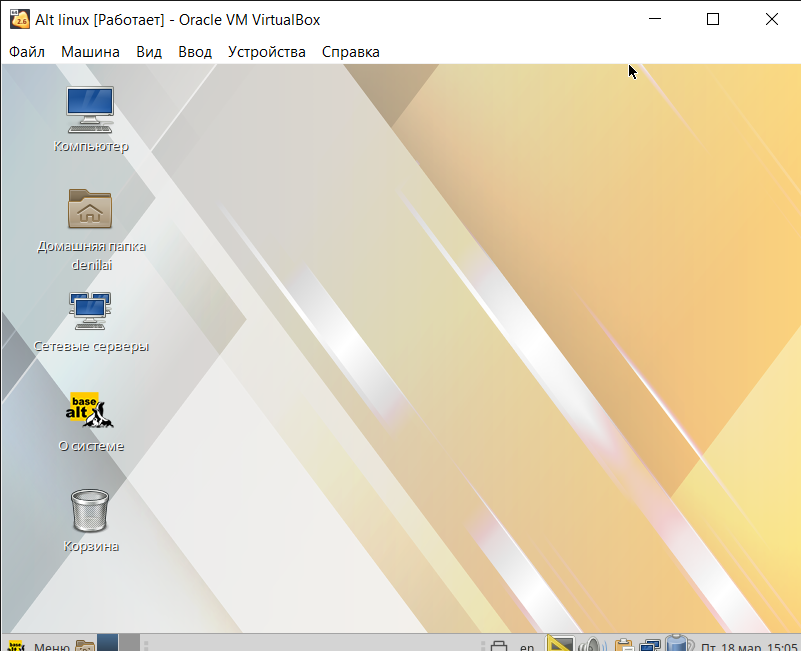 Alt linux [Работает] - Oracle VM VirtualBox
Файл Машина Вид Ввод Устройства Справка
Компьютер
Домашняя папка
denilai
Сетевые серверы
base
alt
О системе
Корзина
Меню en Пт, 18 мар, 15:05